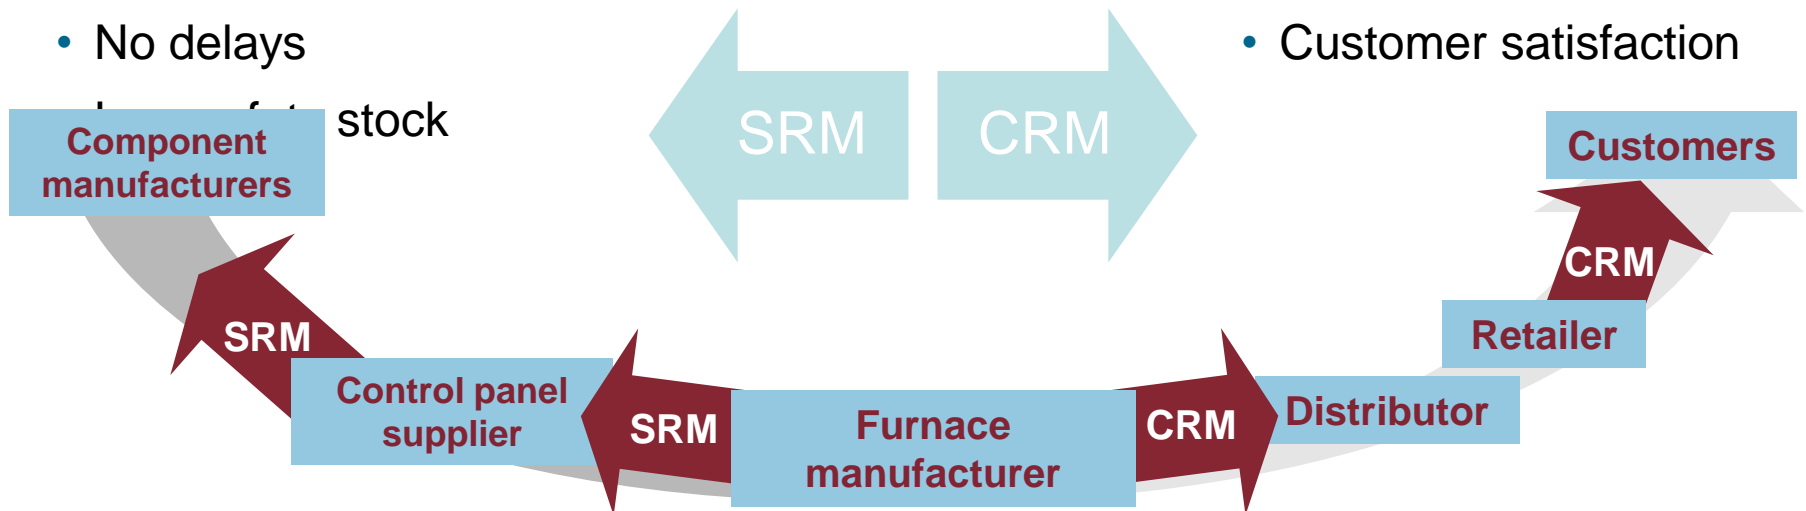 • No delays
stock
• Customer satisfaction
SRM
CRM
Component
manufacturers
Customers
SRM
CRM
Control panel
supplier
SRM
Furnace
manufacturer
CRM
Distributor
Retailer